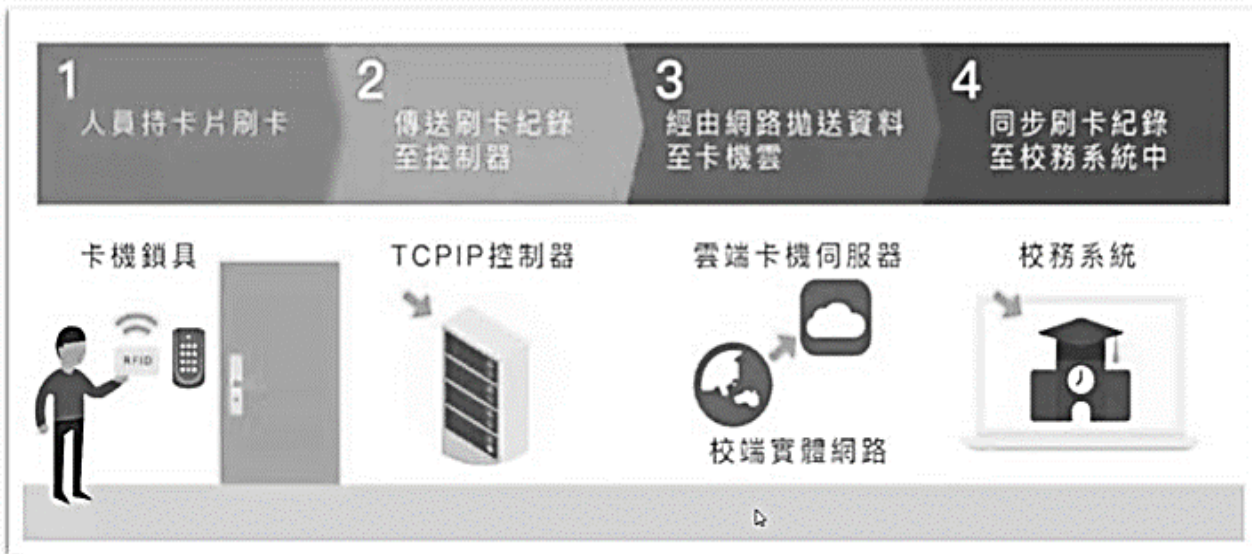 1
人員持卡片刷卡
2
傳送刷卡紀錄
至控制器
3
經由網路拋送資料
至卡機雲
4
同步刷卡紀錄
至校務系統中
卡機鎖具
TCPIP控制器
雲端卡機伺服器
校務系統
RFID
校端實體網路